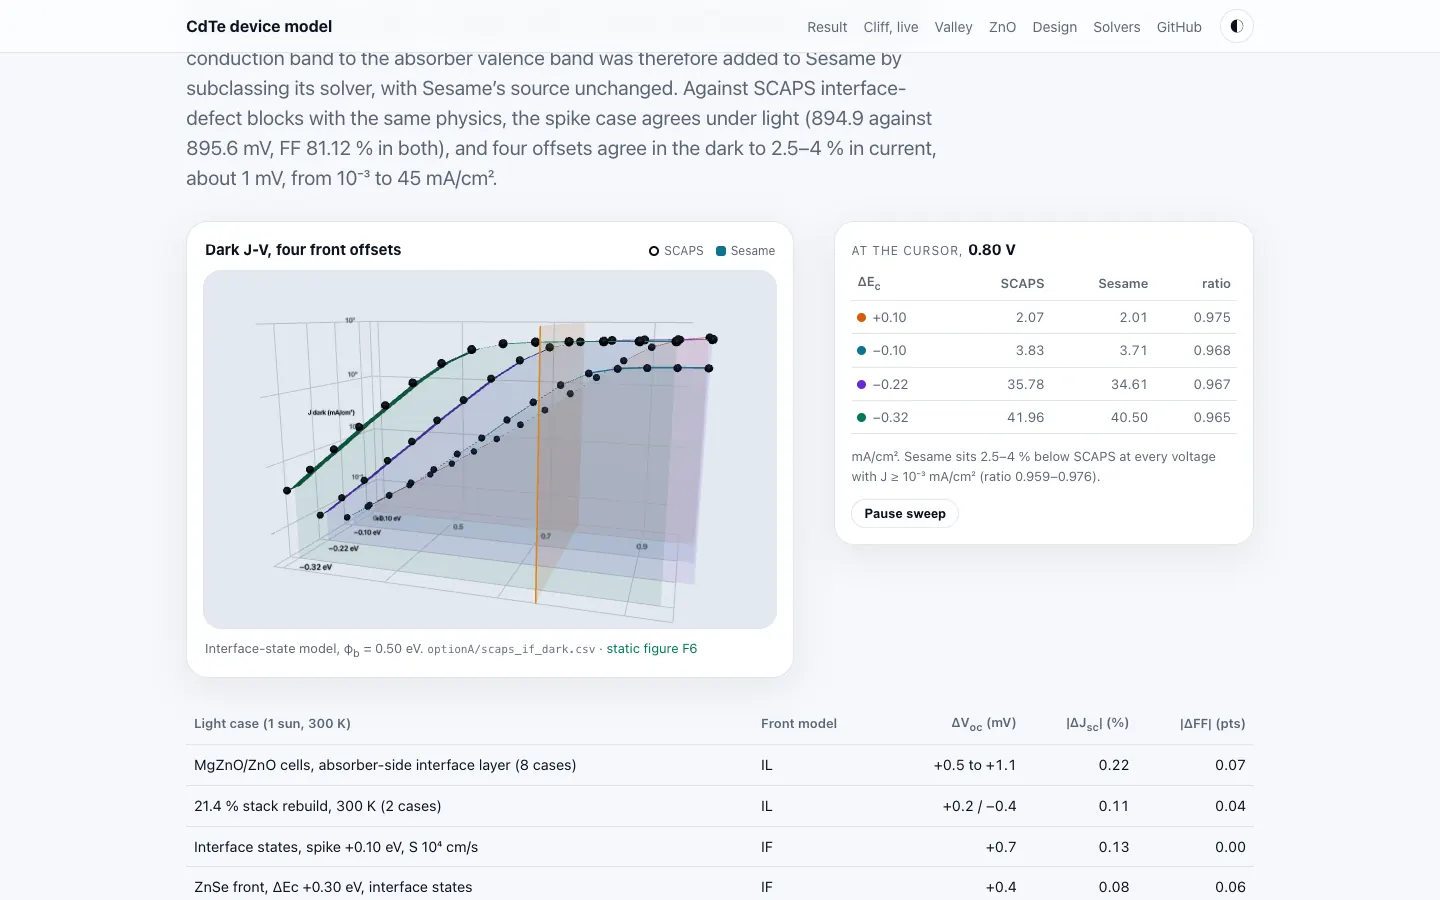 CdTe device model
Result Cliff, live Valley ZnO Design Solvers GitHub
conduction band to the absorber valence band was therefore added to Sesame by
subclassing its solver, with Sesame’s source unchanged. Against SCAPS interface-
defect blocks with the same physics, the spike case agrees under light (894.9 against
895.6 mV, FF 81.12 % in both), and four offsets agree in the dark to 2.5–4 % in current,
about 1 mV, from 10⁻³ to 45 mA/cm².
Dark J-V, four front offsets
SCAPS Sesame
J dark (mA/cm²)
−0.10 eV
−0.22 eV
−0.32 eV
0.5
0.7
0.9
Interface-state model, ϕb = 0.50 eV. optionA/scaps_if_dark.csv · static figure F6
AT THE CURSOR, 0.80 V
ΔEc SCAPS Sesame ratio
+0.10 2.07 2.01 0.975
−0.10 3.83 3.71 0.968
−0.22 35.78 34.61 0.967
−0.32 41.96 40.50 0.965
mA/cm². Sesame sits 2.5–4 % below SCAPS at every voltage
with J ≥ 10⁻³ mA/cm² (ratio 0.959–0.976).
Pause sweep
Light case (1 sun, 300 K) Front model ΔVoc (mV) |ΔJsc| (%) |ΔFF| (pts)
MgZnO/ZnO cells, absorber-side interface layer (8 cases) IL +0.5 to +1.1 0.22 0.07
21.4 % stack rebuild, 300 K (2 cases) IL +0.2 / −0.4 0.11 0.04
Interface states, spike +0.10 eV, S 10⁴ cm/s IF +0.7 0.13 0.00
ZnSe front, ΔEc +0.30 eV, interface states IF +0.4 0.08 0.06